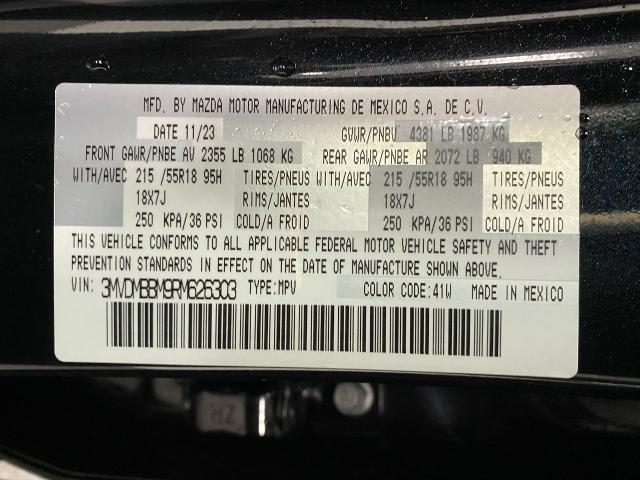 MFD. BY MAZDA MOTOR MANUFACTURING DE MEXICO S.A. DE C.V.
DATE 11/23 GVWR/PNBV 4381 LB 1987 KG
FRONT GAWR/PNBE AV 2355 LB 1068 KG REAR GAWR/PNBE AR 2072 LB 940 KG
WITH/AVEC 215 /55R18 95H TIRES/PNEUS WITH/AVEC 215 /55R18 95H TIRES/PNEUS
18X7J RIMS/JANTES 18X7J RIMS/JANTES
250 KPA/36 PSI COLD/A FROID 250 KPA/36 PSI COLD/A FROID
THIS VEHICLE CONFORMS TO ALL APPLICABLE FEDERAL MOTOR VEHICLE SAFETY AND THEFT
PREVENTION STANDARDS IN EFFECT ON THE DATE OF MANUFACTURE SHOWN ABOVE.
VIN: 3MVDMBBM9RM626303 TYPE:MPV COLOR CODE:41W MADE IN MEXICO
ZR